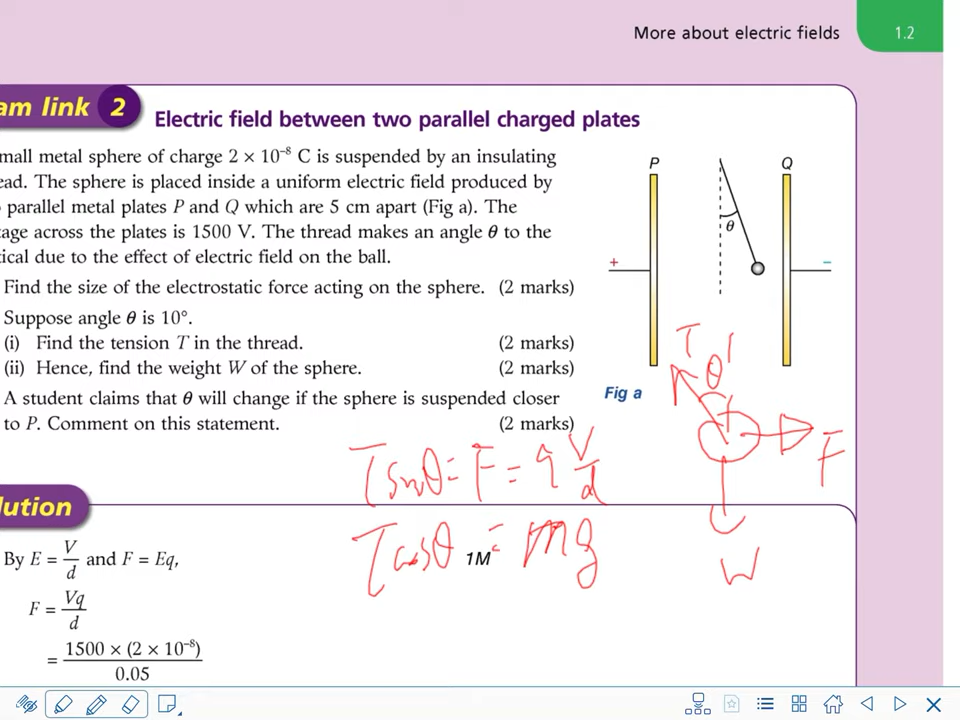 More about electric fields 1.2
am link 2 Electric field between two parallel charged plates
mall metal sphere of charge 2 × 10⁻⁸ C is suspended by an insulating
ead. The sphere is placed inside a uniform electric field produced by
parallel metal plates P and Q which are 5 cm apart (Fig a). The
tage across the plates is 1500 V. The thread makes an angle θ to the
tical due to the effect of electric field on the ball.
Find the size of the electrostatic force acting on the sphere. (2 marks)
Suppose angle θ is 10°.
(i) Find the tension T in the thread. (2 marks)
(ii) Hence, find the weight W of the sphere. (2 marks)
A student claims that θ will change if the sphere is suspended closer
to P. Comment on this statement. (2 marks)
P Q
θ
+ −
Fig a
T θ
F
W
T sin θ = F = q V/d
T cos θ = mg
lution
By E = V/d and F = Eq, 1M
F = Vq/d
= 1500 × (2 × 10⁻⁸)/0.05